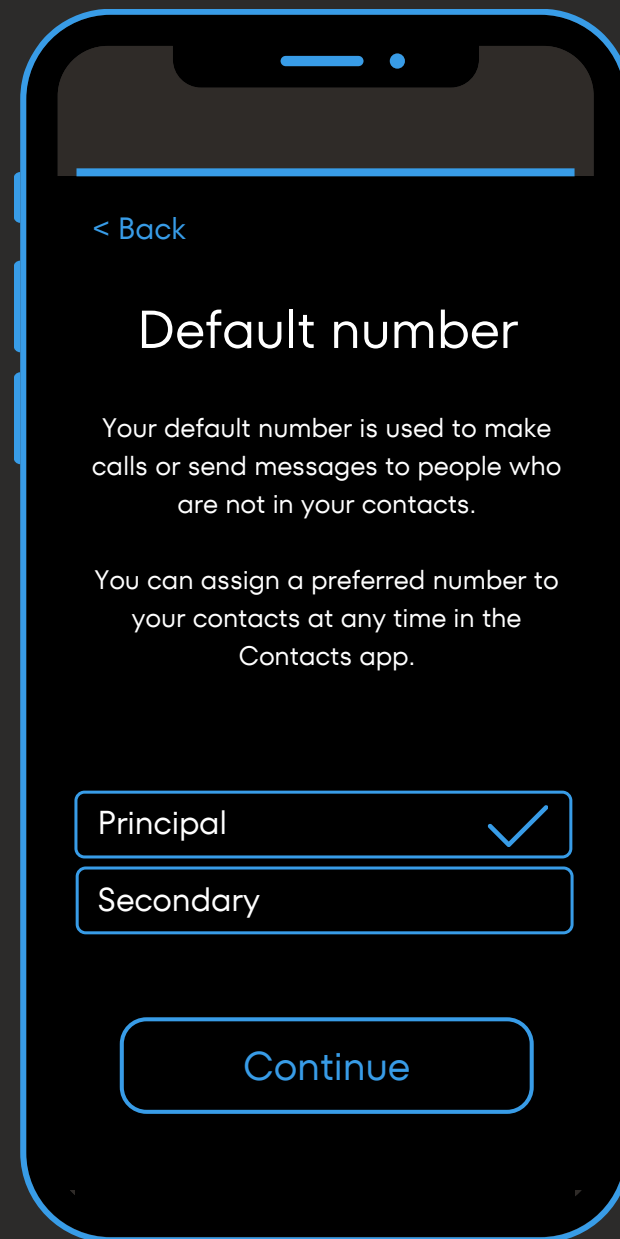 < Back
Default number
Your default number is used to make
calls or send messages to people who
are not in your contacts.
You can assign a preferred number to
your contacts at any time in the
Contacts app.
Principal
Secondary
Continue